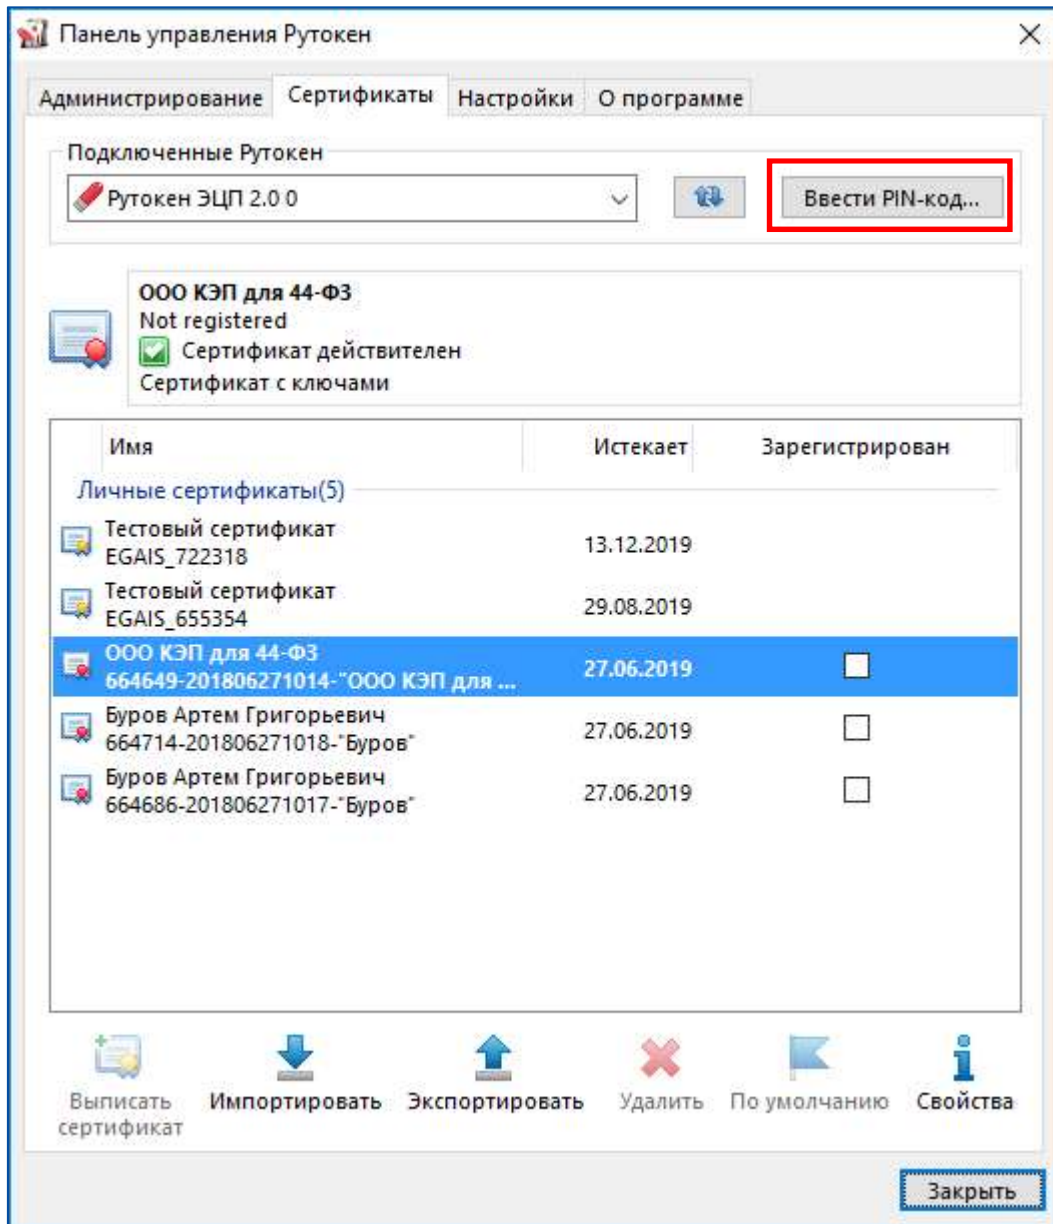 Панель управления Рутокен
Администрирование Сертификаты Настройки О программе
Подключенные Рутокен
Рутокен ЭЦП 2.0 0 Ввести PIN-код...
ООО КЭП для 44-ФЗ
Not registered
Сертификат действителен
Сертификат с ключами
Имя Истекает Зарегистрирован
Личные сертификаты(5)
Тестовый сертификат
EGAIS_722318 13.12.2019
Тестовый сертификат
EGAIS_655354 29.08.2019
ООО КЭП для 44-ФЗ
664649-201806271014-"ООО КЭП для ... 27.06.2019
Буров Артем Григорьевич
664714-201806271018-"Буров" 27.06.2019
Буров Артем Григорьевич
664686-201806271017-"Буров" 27.06.2019
Выписать Импортировать Экспортировать Удалить По умолчанию Свойства
сертификат
Закрыть